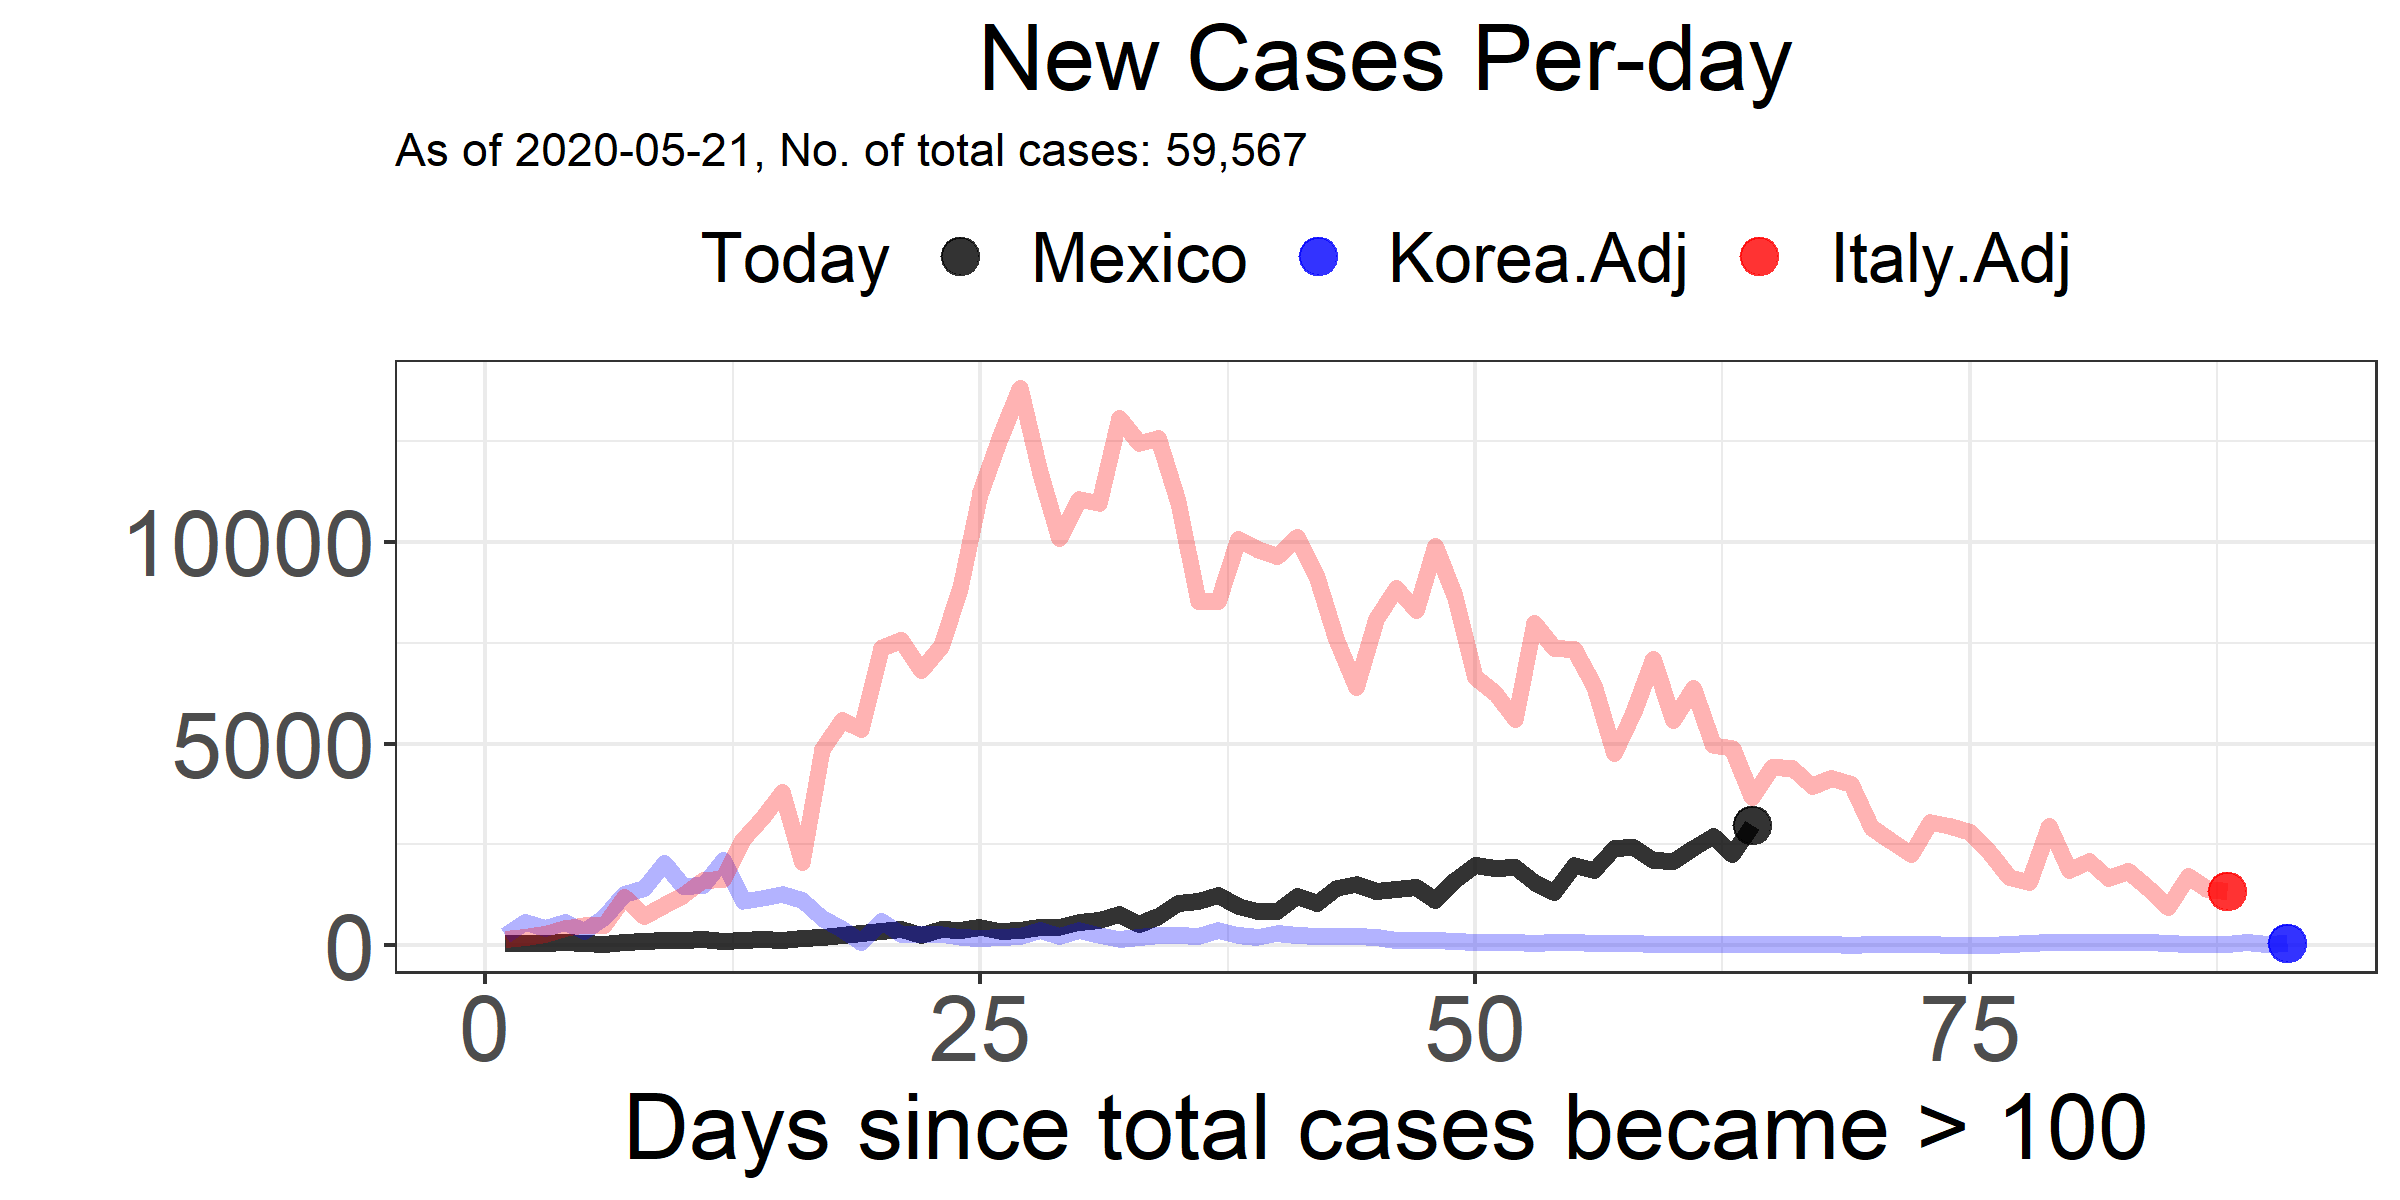 New Cases Per-day
As of 2020-05-21, No. of total cases: 59,567
Today Mexico Korea.Adj Italy.Adj
10000
5000
0
0 25 50 75
Days since total cases became > 100